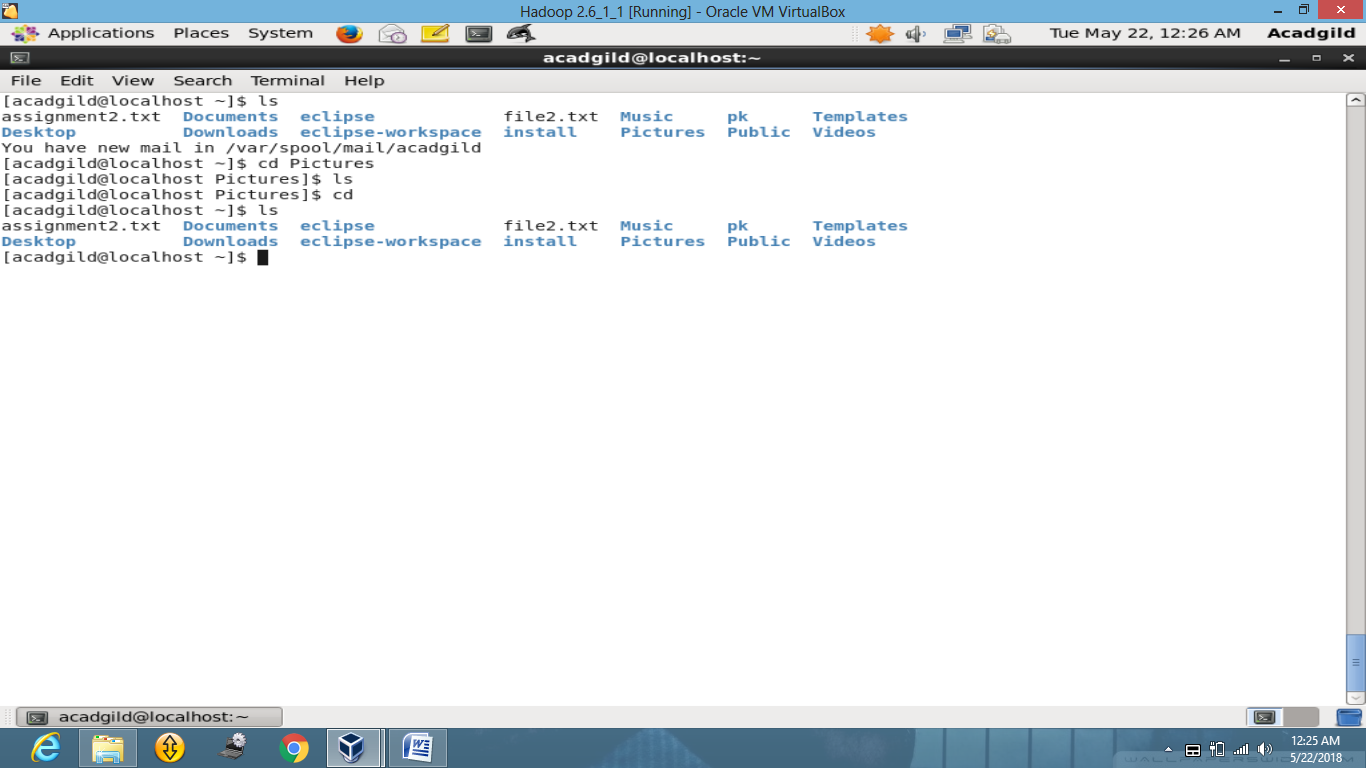 Hadoop 2.6_1_1 [Running] - Oracle VM VirtualBox
Applications Places System Tue May 22, 12:26 AM Acadgild
acadgild@localhost:~
File Edit View Search Terminal Help
[acadgild@localhost ~]$ ls
assignment2.txt Documents eclipse file2.txt Music pk Templates
Desktop Downloads eclipse-workspace install Pictures Public Videos
You have new mail in /var/spool/mail/acadgild
[acadgild@localhost ~]$ cd Pictures
[acadgild@localhost Pictures]$ ls
[acadgild@localhost Pictures]$ cd
[acadgild@localhost ~]$ ls
assignment2.txt Documents eclipse file2.txt Music pk Templates
Desktop Downloads eclipse-workspace install Pictures Public Videos
[acadgild@localhost ~]$
acadgild@localhost:~
12:25 AM
5/22/2018